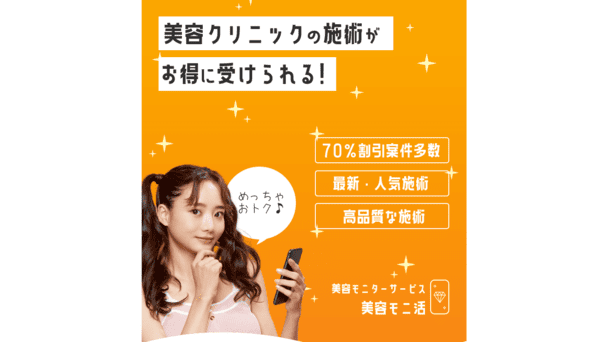 美容クリニックの施術が
お得に受けられる!
70%割引案件多数
最新・人気施術
高品質な施術
めっちゃ
おトク♪
美容モニターサービス
美容モニ活